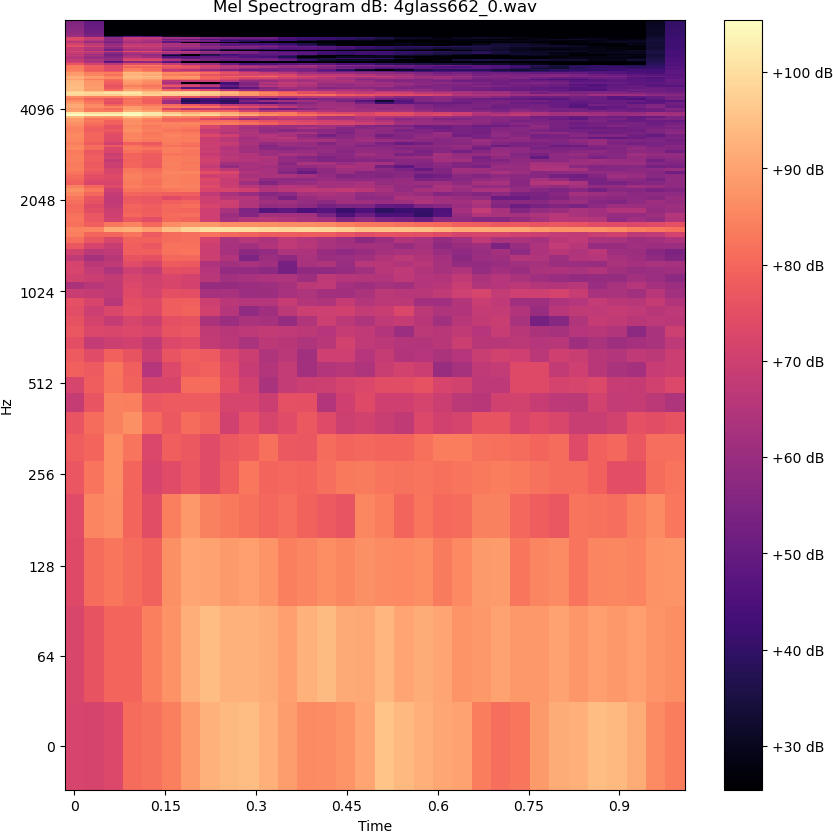 Mel Spectrogram dB: 4glass662_0.wav
+100 dB
4096
+90 dB
2048
+80 dB
1024
+70 dB
512
Hz
+60 dB
256
+50 dB
128
+40 dB
64
+30 dB
0
0 0.15 0.3 0.45 0.6 0.75 0.9
Time